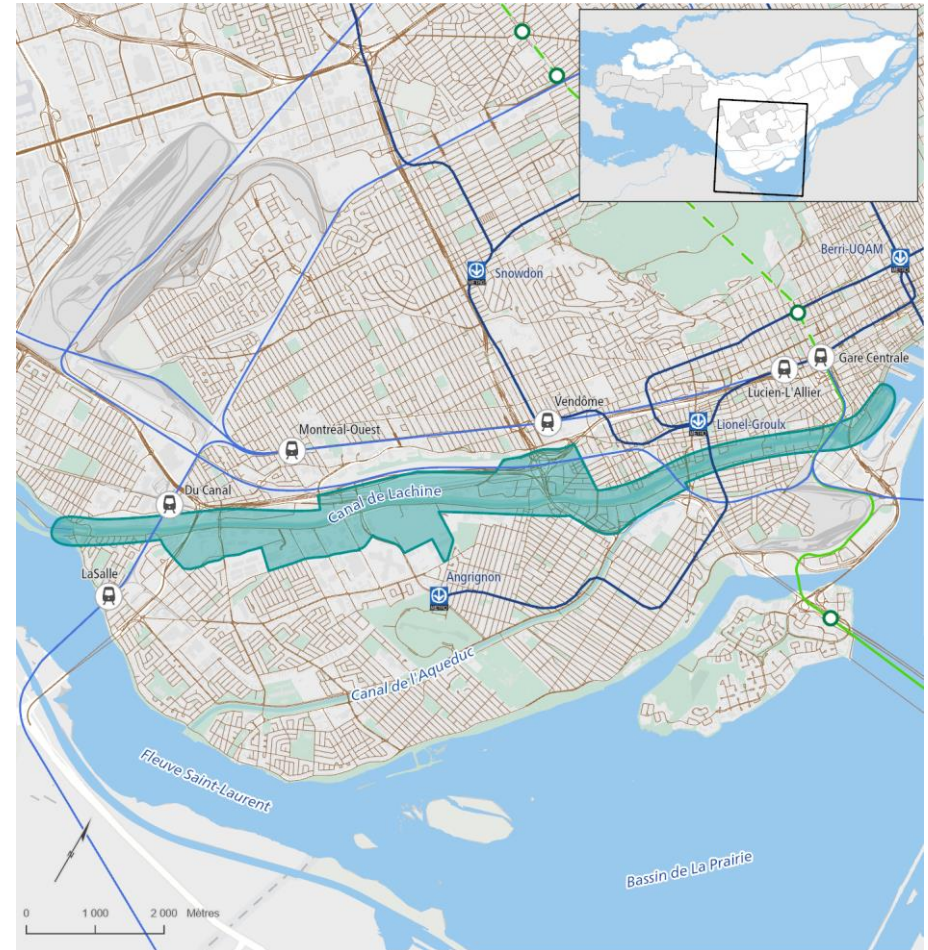 Berri-UQAM
Snowdon
Gare Centrale
Lucien-L'Allier
Vendôme
Lionel-Groulx
Montréal-Ouest
Du Canal
Canal de Lachine
LaSalle
Angrignon
Canal de l'Aqueduc
Fleuve Saint-Laurent
Bassin de La Prairie
N
0 1 000 2 000 Mètres